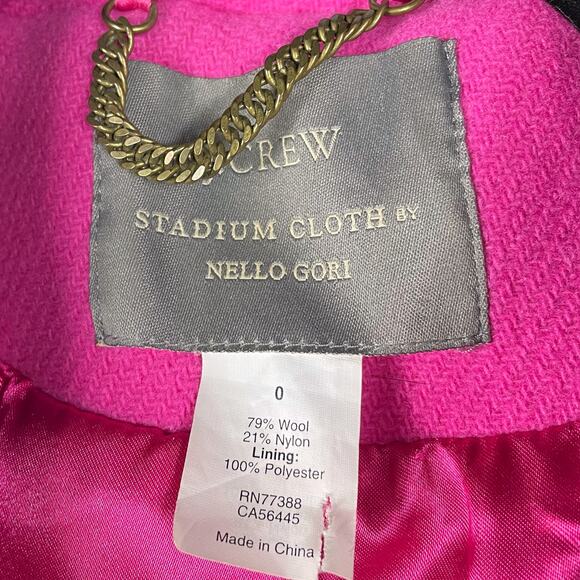 CREW
STADIUM CLOTH BY
NELLO GORI
0
79% Wool
21% Nylon
Lining:
100% Polyester
RN77388
CA56445
Made in China